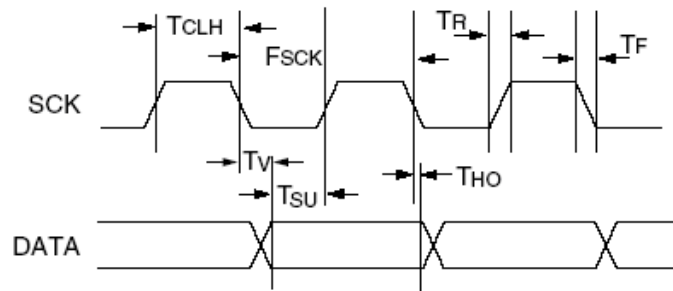 TCLH
TR
TF
FSCK
SCK
TV
TSU
THO
DATA